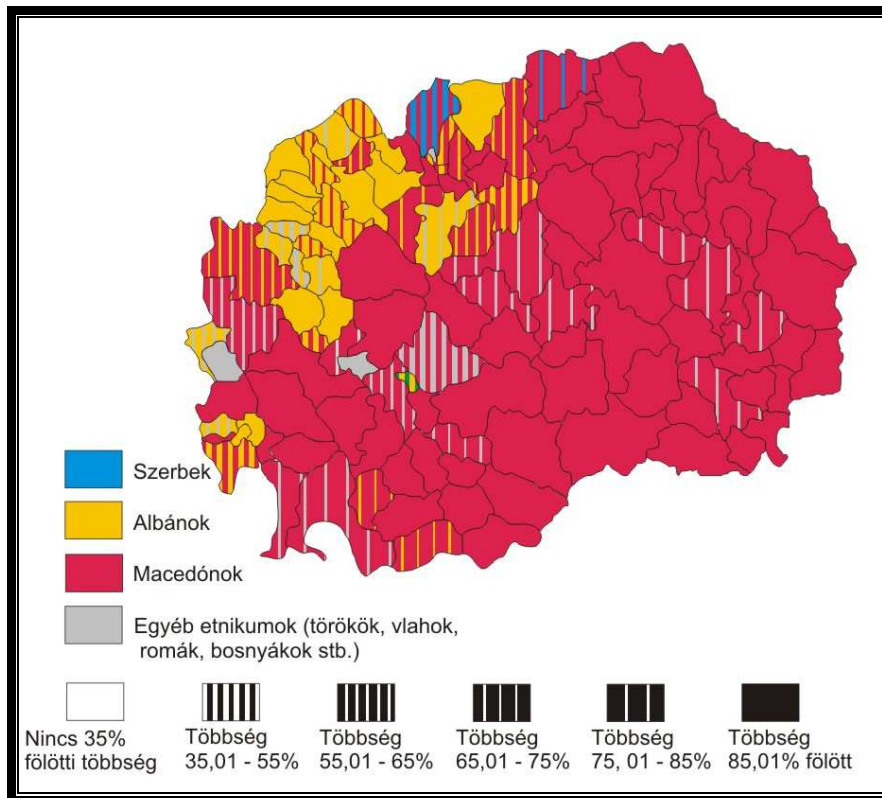 Szerbek
Albánok
Macedónok
Egyéb etnikumok (törökök, vlahok,
romák, bosnyákok stb.)
Nincs 35%
fölötti többség
Többség
35,01 - 55%
Többség
55,01 - 65%
Többség
65,01 - 75%
Többség
75, 01 - 85%
Többség
85,01% fölött